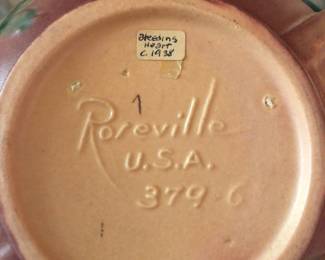 Bleeding
Heart
c. 1938
1
Roseville
U.S.A.
379-6